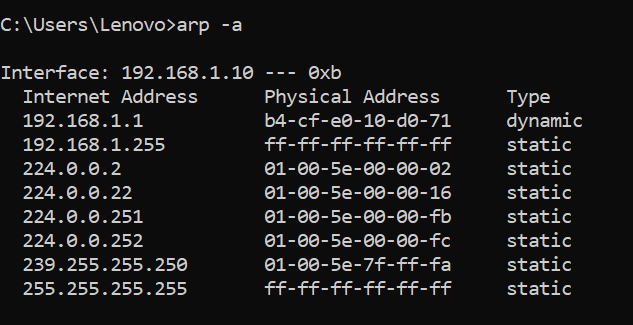 C:\Users\Lenovo>arp -a
Interface: 192.168.1.10 --- 0xb
Internet Address Physical Address Type
192.168.1.1 b4-cf-e0-10-d0-71 dynamic
192.168.1.255 ff-ff-ff-ff-ff-ff static
224.0.0.2 01-00-5e-00-00-02 static
224.0.0.22 01-00-5e-00-00-16 static
224.0.0.251 01-00-5e-00-00-fb static
224.0.0.252 01-00-5e-00-00-fc static
239.255.255.250 01-00-5e-7f-ff-fa static
255.255.255.255 ff-ff-ff-ff-ff-ff static